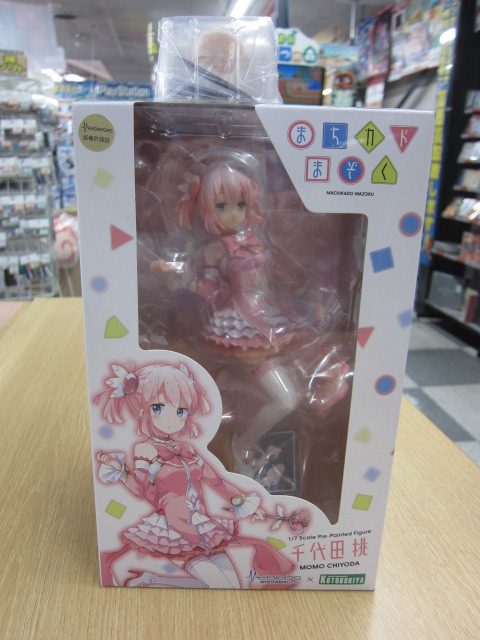 PlayStation
まちカド
まぞく
MACHIKADO MAZOKU
1/7 Scale Pre-Painted Figure
千代田 桃
MOMO CHIYODA
×
KOTOBUKIYA